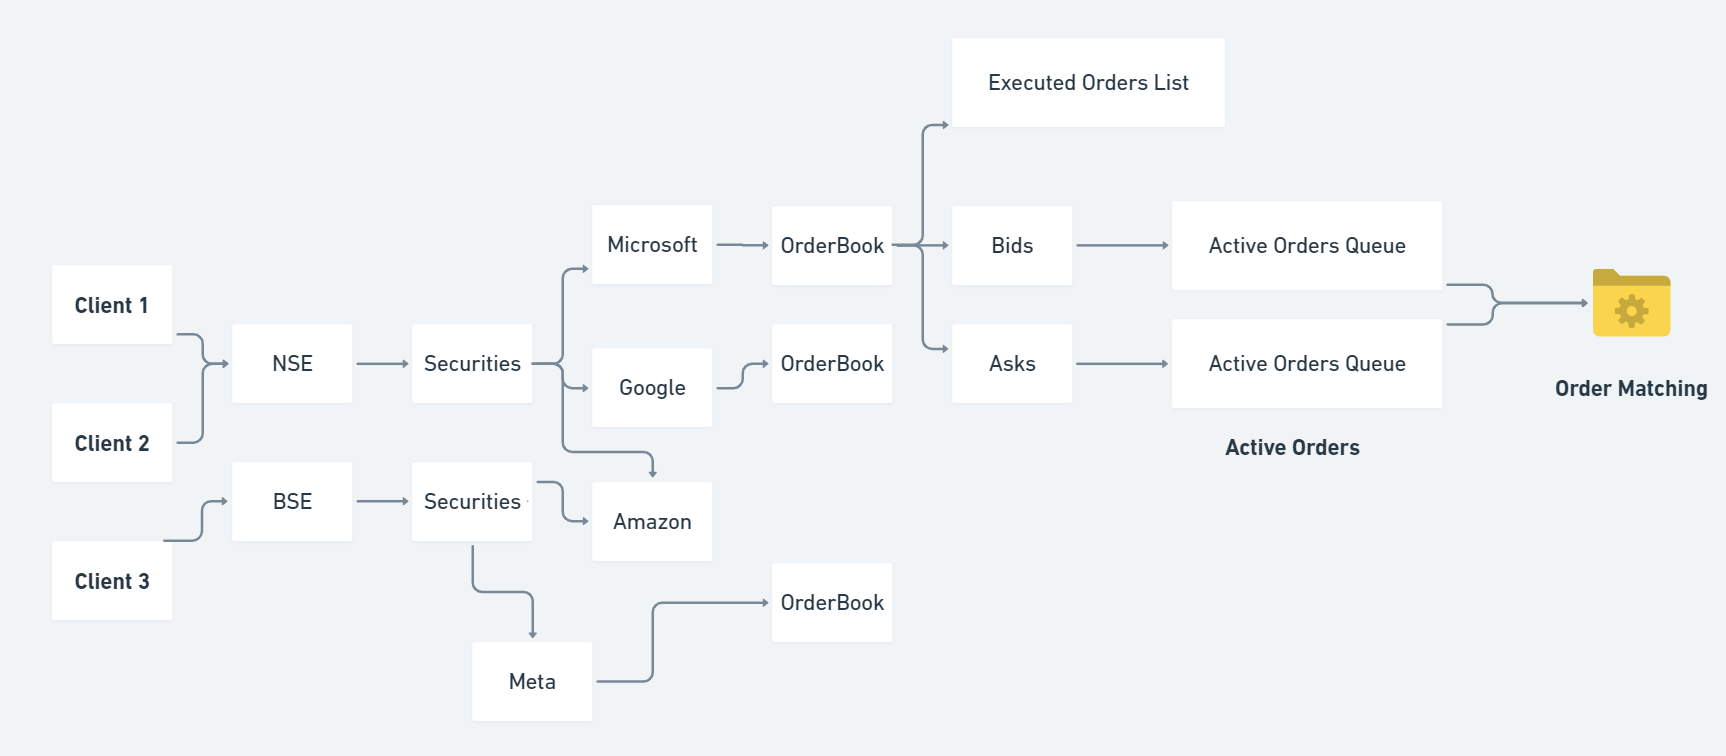 Executed Orders List
Microsoft
OrderBook
Bids
Active Orders Queue
Client 1
NSE
Securities
Google
OrderBook
Asks
Active Orders Queue
Order Matching
Client 2
Active Orders
BSE
Securities
Amazon
Client 3
OrderBook
Meta